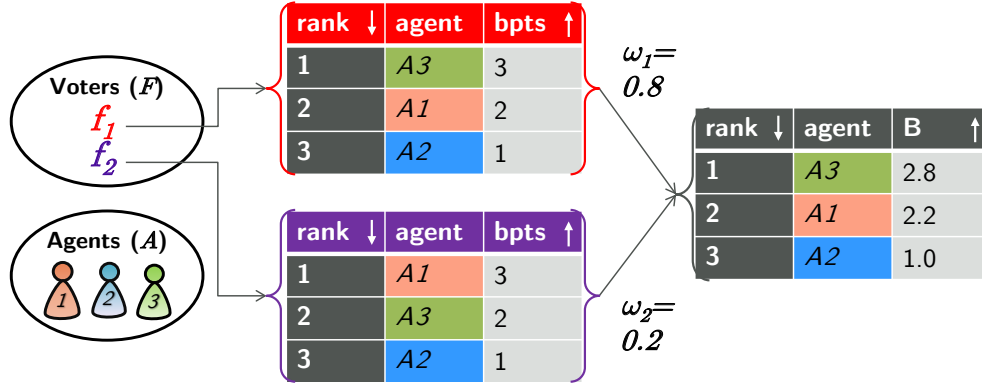 Voters (F)
f1
f2
Agents (A)
1 2 3
rank ↓ agent bpts ↑
1 A3 3
2 A1 2
3 A2 1
rank ↓ agent bpts ↑
1 A1 3
2 A3 2
3 A2 1
ω1=
0.8
ω2=
0.2
rank ↓ agent B ↑
1 A3 2.8
2 A1 2.2
3 A2 1.0